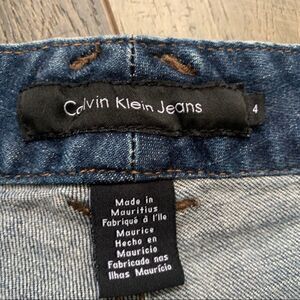 Calvin Klein Jeans
4
Made in
Mauritius
Fabriqué à l'Ile
Maurice
Hecho en
Mauricio
Fabricado nas
Ilhas Maurício